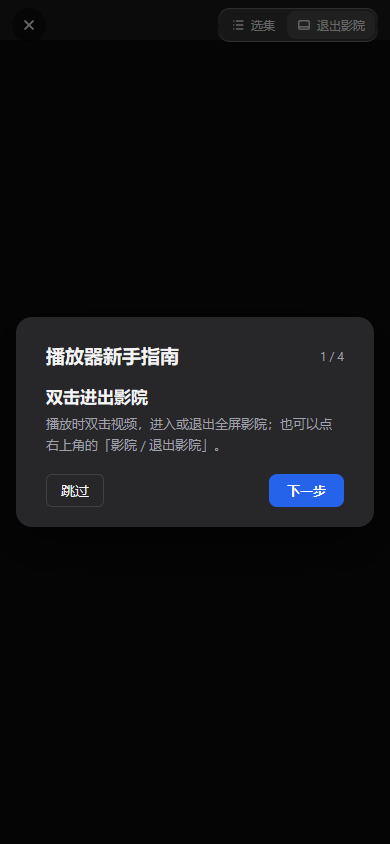 选集
退出影院
播放器新手指南
1 / 4
双击进出影院
播放时双击视频，进入或退出全屏影院；也可以点
右上角的「影院 / 退出影院」。
跳过
下一步